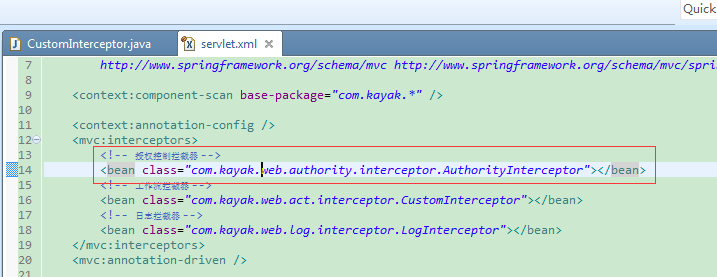 Quick
CustomInterceptor.java
servlet.xml
7 http://www.springframework.org/schema/mvc http://www.springframework.org/schema/mvc/spri
8
9 <context:component-scan base-package="com.kayak.*" />
10
11 <context:annotation-config />
12 <mvc:interceptors>
13 <!-- 授权控制拦截器 -->
14 <bean class="com.kayak.web.authority.interceptor.AuthorityInterceptor"></bean>
15 <!-- 工作流拦截器 -->
16 <bean class="com.kayak.web.act.interceptor.CustomInterceptor"></bean>
17 <!-- 日志拦截器 -->
18 <bean class="com.kayak.web.log.interceptor.LogInterceptor"></bean>
19 </mvc:interceptors>
20 <mvc:annotation-driven />
21